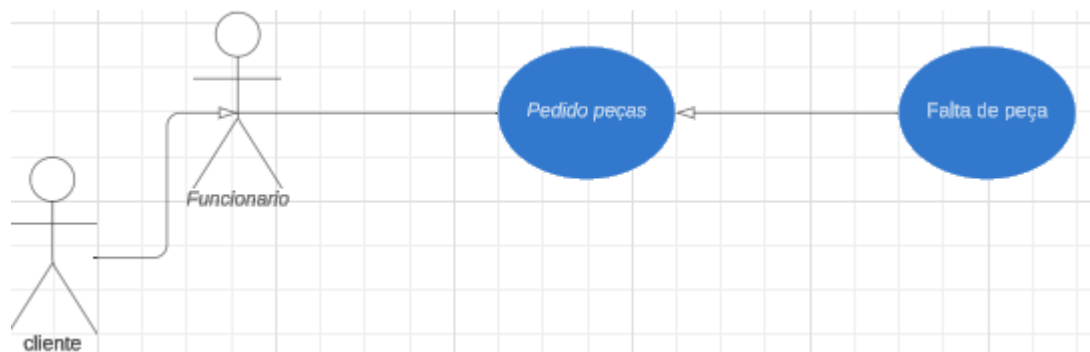 Funcionario
Pedido peças
Falta de peça
cliente